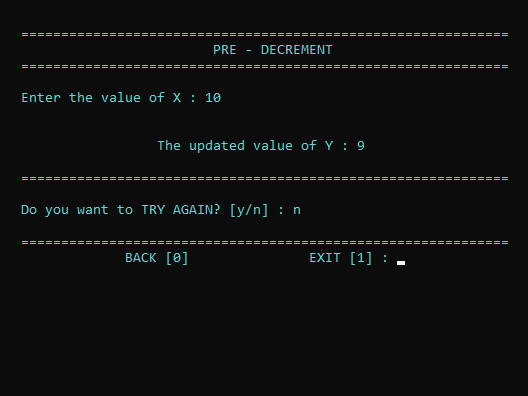 =============================================================
PRE - DECREMENT
=============================================================
Enter the value of X : 10
The updated value of Y : 9
=============================================================
Do you want to TRY AGAIN? [y/n] : n
=============================================================
BACK [0] EXIT [1] :